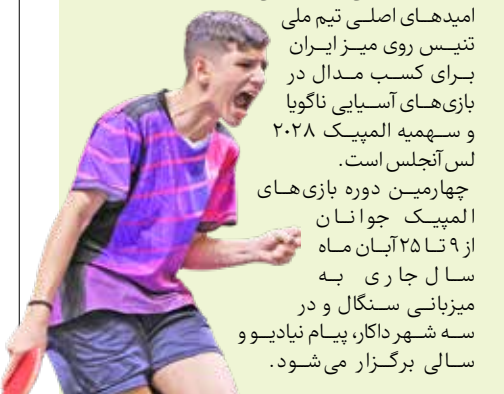 امیدهای اصلی تیم ملی
تنیس روی میز ایران
برای کسب مدال در
بازی‌های آسیایی ناگویا
و سهمیه المپیک ۲۰۲۸
لس‌آنجلس است.
چهارمین دوره بازی‌های
المپیک جوانان
از ۹ تا ۲۵ آبان ماه
سال جاری به
میزبانی سنگال و در
سه شهر داکار، پیام نیادیو و
سالی برگزار می‌شود.